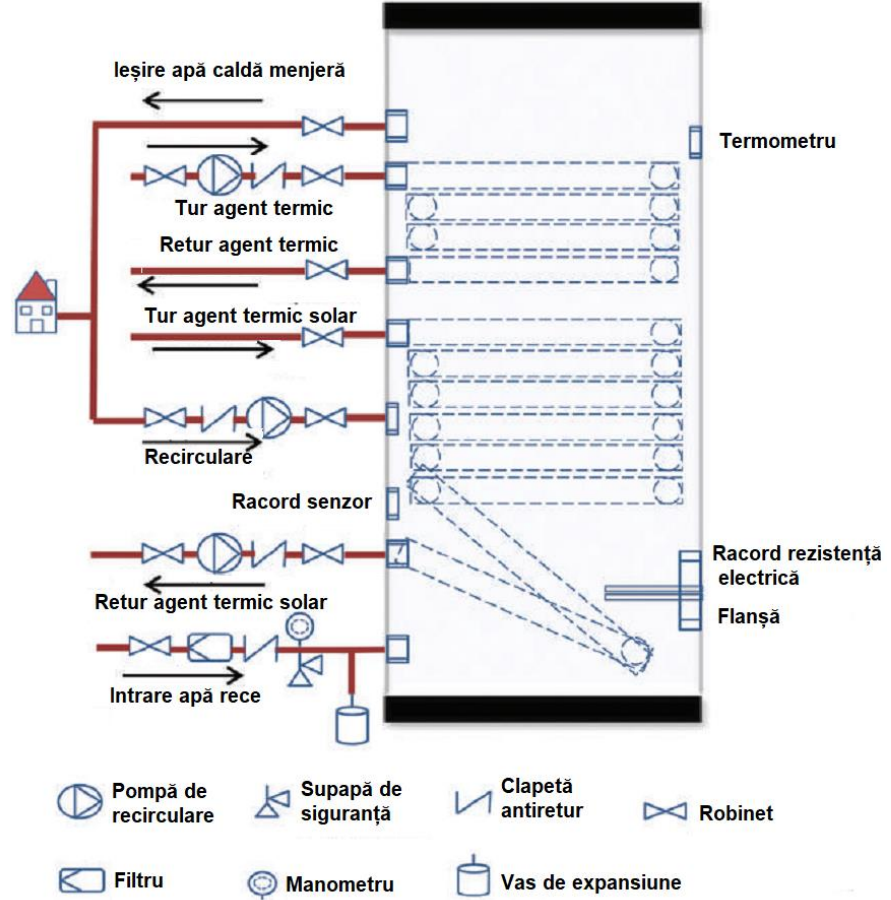 Ieșire apă caldă menjeră
Termometru
Tur agent termic
Retur agent termic
Tur agent termic solar
Recirculare
Racord senzor
Racord rezistență
electrică
Flanșă
Retur agent termic solar
Intrare apă rece
Pompă de
recirculare
Supapă de
siguranță
Clapetă
antiretur
Robinet
Filtru
Manometru
Vas de expansiune